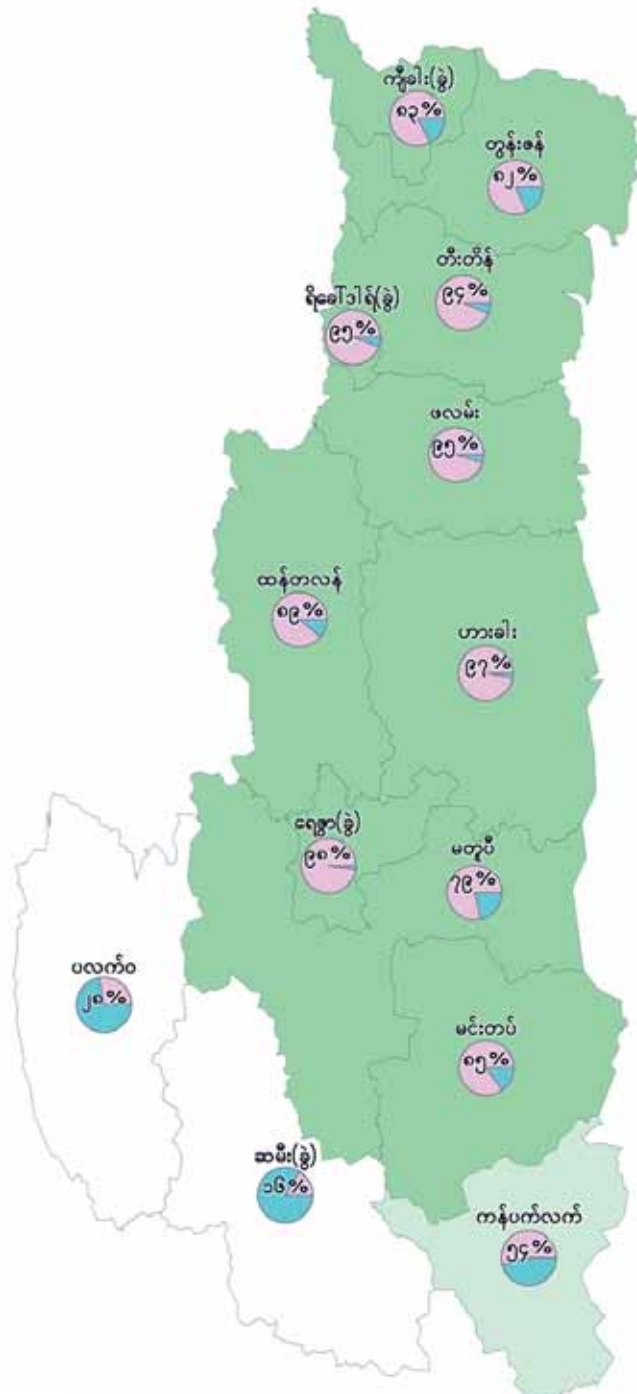 ကျီခါး(ခွဲ)
၈၃%
တွန်းဇန်
၈၂%
တီးတိန်
၉၄%
ရိခေါ်ဒါရ်(ခွဲ)
၉၅%
ဖလမ်း
၉၅%
ထန်တလန်
၈၉%
ဟားခါး
၉၇%
ရေဇွာ(ခွဲ)
၉၈%
မတူပီ
၇၉%
ပလက်ဝ
၂၈%
မင်းတပ်
၈၅%
ဆမီး(ခွဲ)
၁၆%
ကန်ပက်လက်
၅၄%